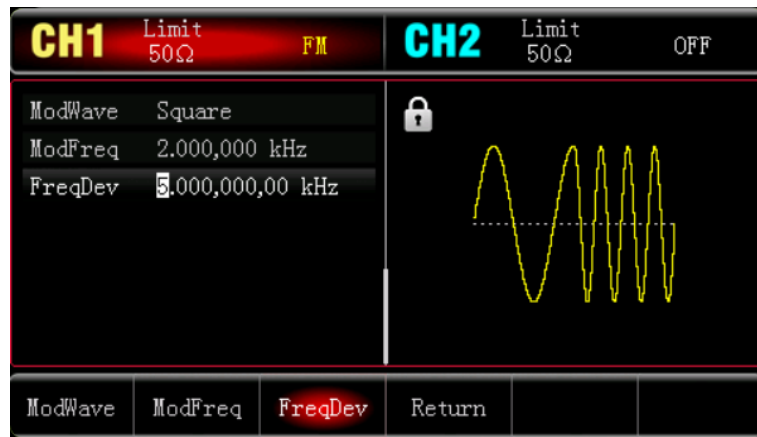 CH1 Limit 50Ω FM CH2 Limit 50Ω OFF
ModWave Square
ModFreq 2.000,000 kHz
FreqDev 5.000,000,00 kHz
ModWave ModFreq FreqDev Return